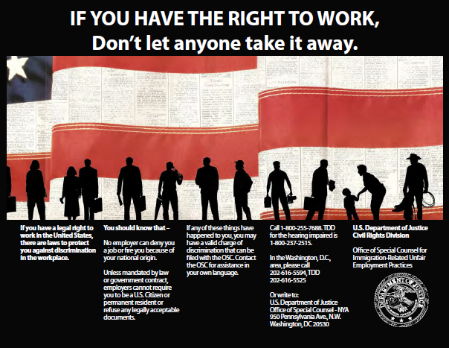 IF YOU HAVE THE RIGHT TO WORK,
Don't let anyone take it away.
If you have a legal right to
work in the United States,
there are laws to protect
you against discrimination
in the workplace.
You should know that –
No employer can deny you
a job or fire you because of
your national origin.
Unless mandated by law
or government contract,
employers cannot require
you to be a U.S. Citizen or
permanent resident or
refuse any legally acceptable
documents.
If any of these things have
happened to you, you may
have a valid charge of
discrimination that can be
filed with the OSC. Contact
the OSC for assistance in
your own language.
Call 1-800-255-7688. TDD
for the hearing impaired is
1-800-237-2515.
In the Washington, D.C.,
area, please call
202-616-5594, TDD
202-616-5525
Or write to:
U.S. Department of Justice
Office of Special Counsel - NYA
950 Pennsylvania Ave., N.W.
Washington, DC 20530
U.S. Department of Justice
Civil Rights Division
Office of Special Counsel for
Immigration-Related Unfair
Employment Practices